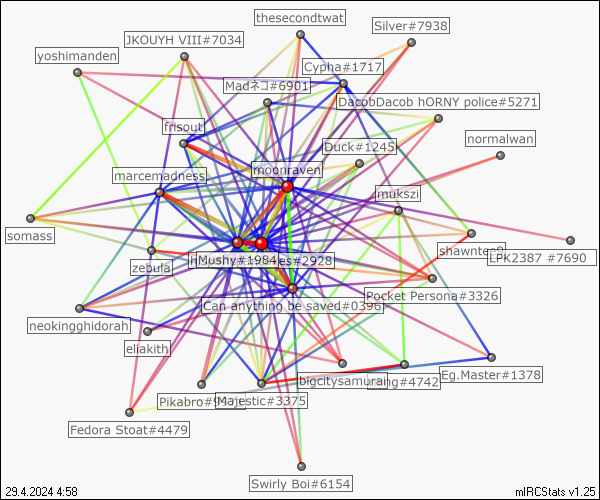 thesecondtwat
Silver#7938
JKOUYH VIII#7034
yoshimanden
Cypha#1717
Madネコ#6901
DacobDacob hORNY police#5271
frisout
normalwan
Duck#1245
moonraven
marcemadness
mukszi
somass
shawntee0
LPK2387 #7690
Mushy#1984
es#2928
zebula
Pocket Persona#3326
Can anything be saved#0396
neokingghidorah
eliakith
Eg.Master#1378
bigcitysamurai
#4742
Majestic#3375
Fedora Stoat#4479
Swirly Boi#6154
29.4.2024 4:58
mIRCStats v1.25